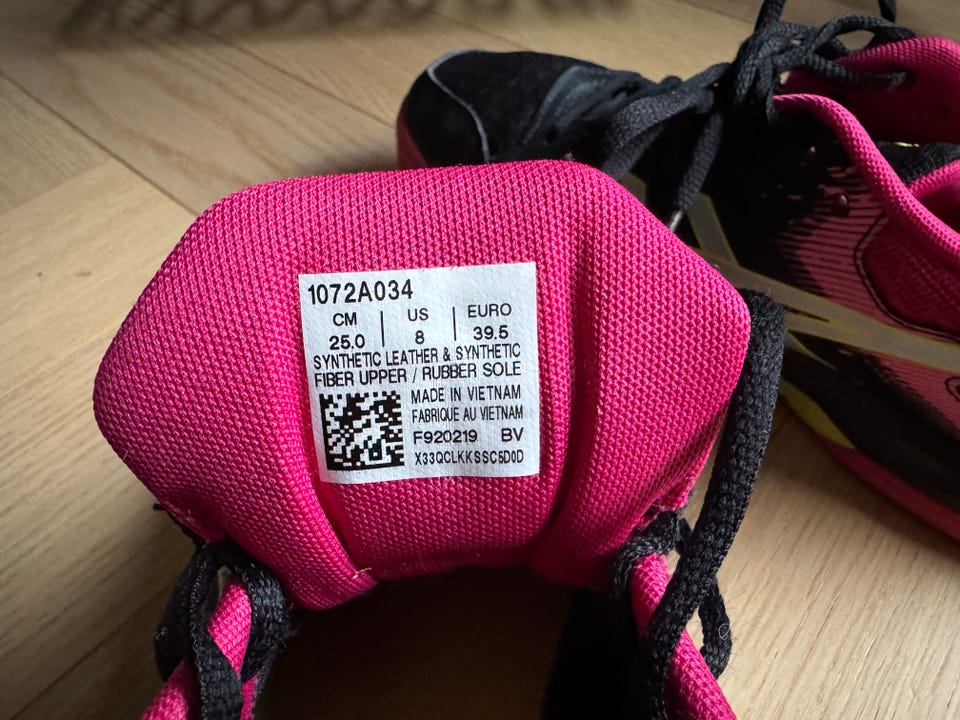 1072A034
CM | US | EURO
25.0 | 8 | 39.5
SYNTHETIC LEATHER & SYNTHETIC
FIBER UPPER / RUBBER SOLE
MADE IN VIETNAM
FABRIQUE AU VIETNAM
F920219 BV
X33QCLKKSSC5D0D